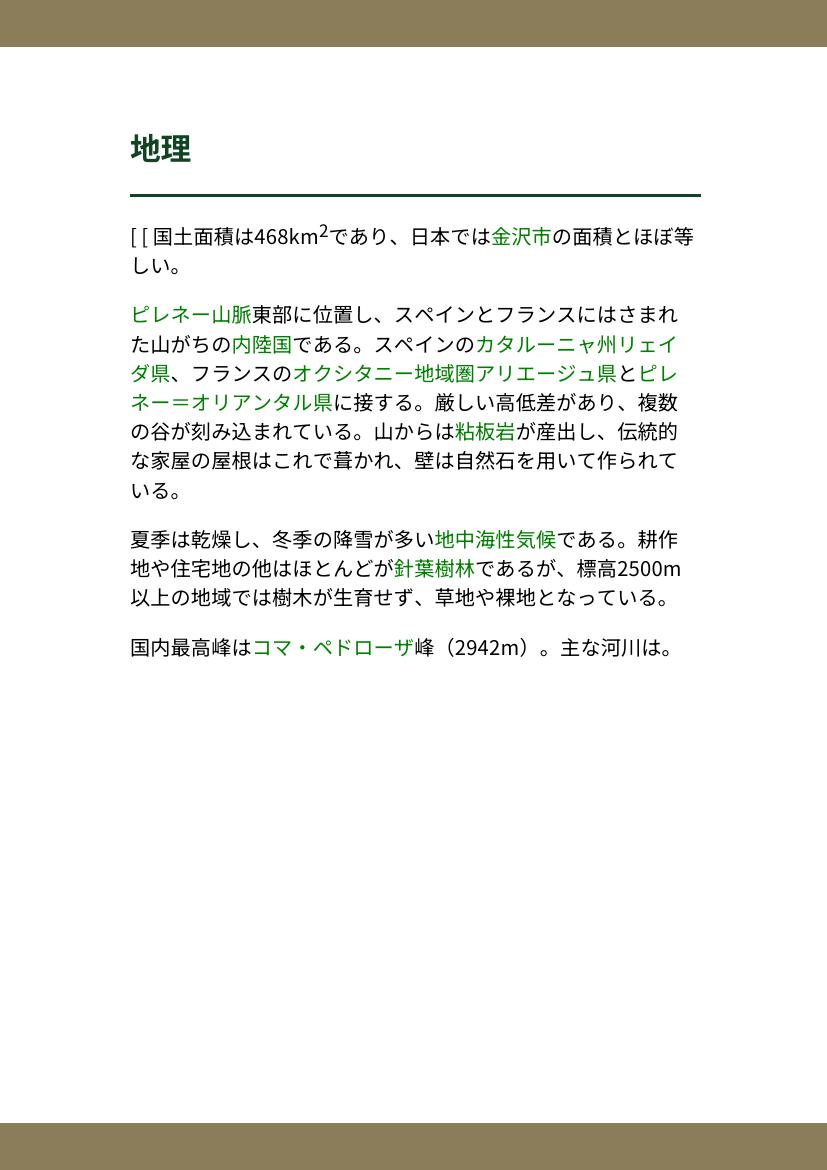 地理
[ [ 国土面積は468km²であり、日本では金沢市の面積とほぼ等
しい。
ピレネー山脈東部に位置し、スペインとフランスにはさまれ
た山がちの内陸国である。スペインのカタルーニャ州リェイ
ダ県、フランスのオクシタニー地域圏アリエージュ県とピレ
ネー＝オリアンタル県に接する。厳しい高低差があり、複数
の谷が刻み込まれている。山からは粘板岩が産出し、伝統的
な家屋の屋根はこれで葺かれ、壁は自然石を用いて作られて
いる。
夏季は乾燥し、冬季の降雪が多い地中海性気候である。耕作
地や住宅地の他はほとんどが針葉樹林であるが、標高2500m
以上の地域では樹木が生育せず、草地や裸地となっている。
国内最高峰はコマ・ペドローザ峰（2942m）。主な河川は。